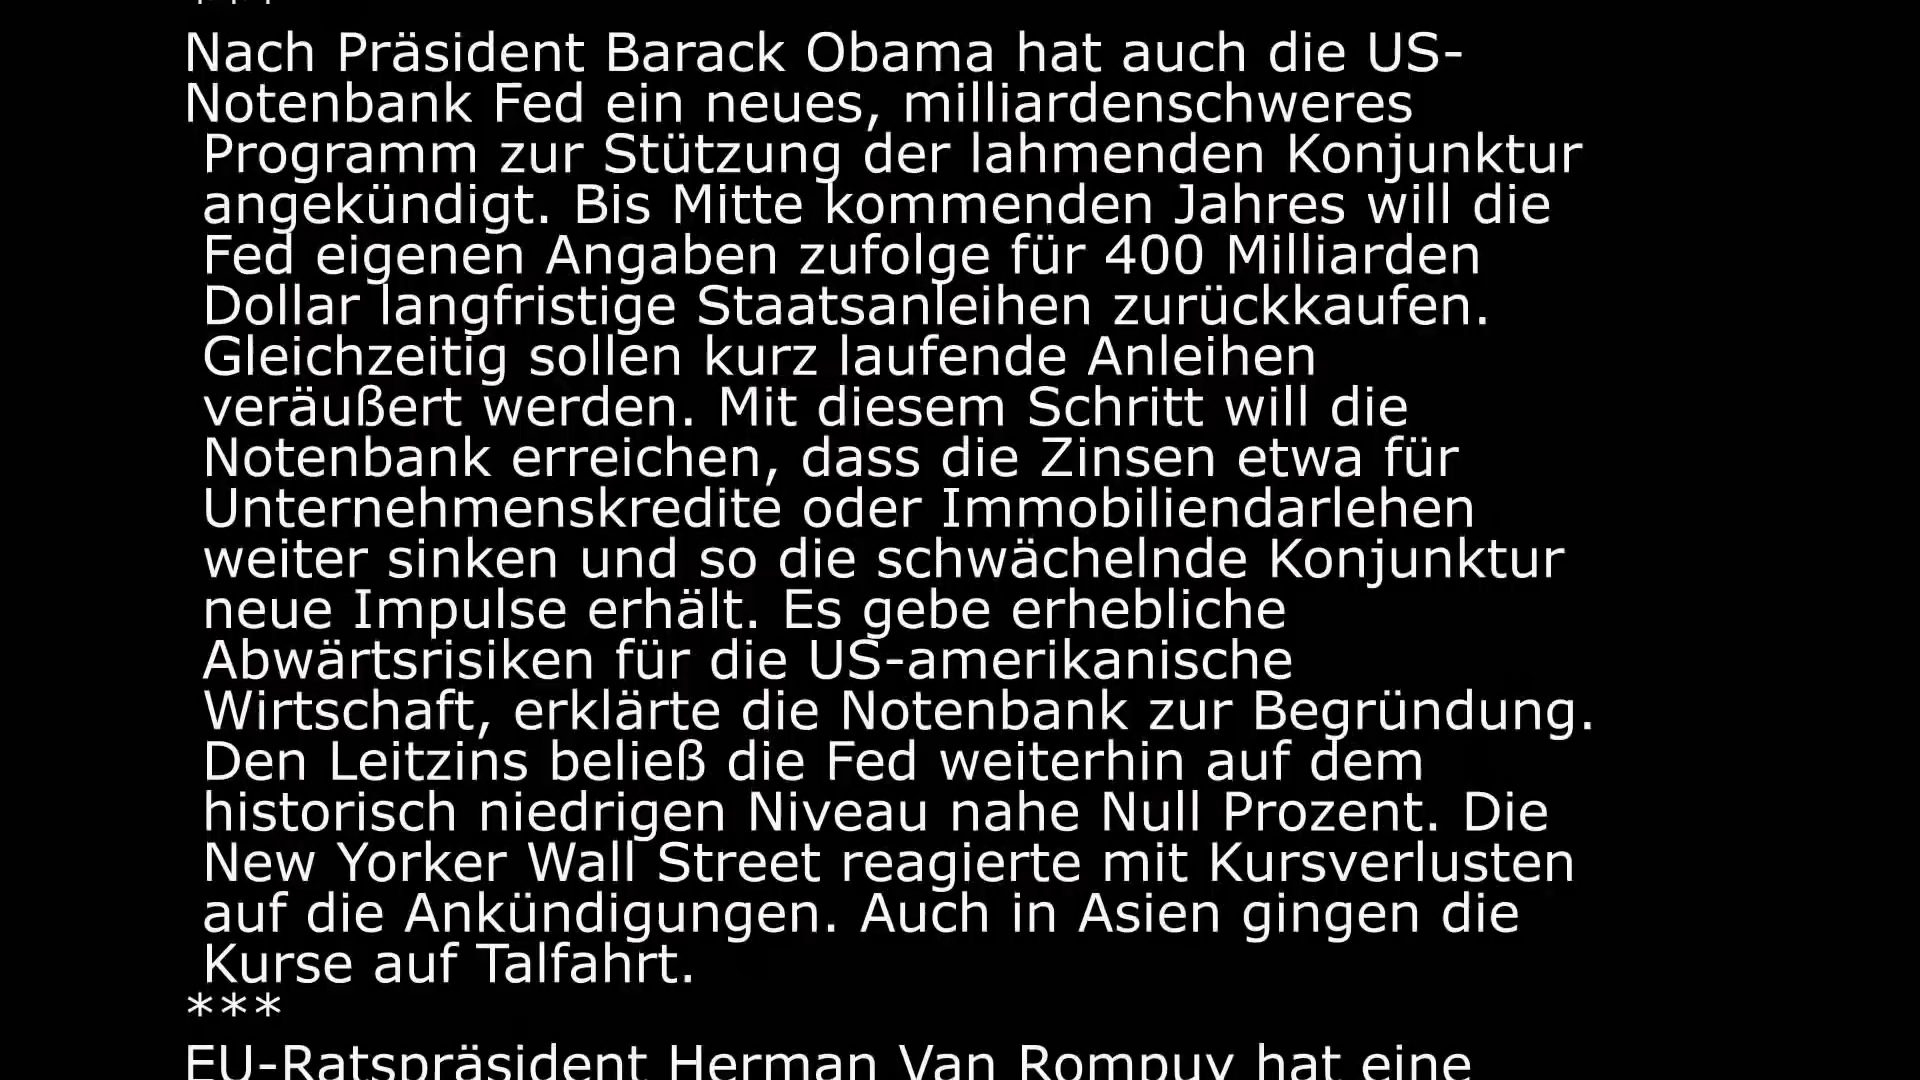 ***
Nach Präsident Barack Obama hat auch die US-
Notenbank Fed ein neues, milliardenschweres
Programm zur Stützung der lahmenden Konjunktur
angekündigt. Bis Mitte kommenden Jahres will die
Fed eigenen Angaben zufolge für 400 Milliarden
Dollar langfristige Staatsanleihen zurückkaufen.
Gleichzeitig sollen kurz laufende Anleihen
veräußert werden. Mit diesem Schritt will die
Notenbank erreichen, dass die Zinsen etwa für
Unternehmenskredite oder Immobiliendarlehen
weiter sinken und so die schwächelnde Konjunktur
neue Impulse erhält. Es gebe erhebliche
Abwärtsrisiken für die US-amerikanische
Wirtschaft, erklärte die Notenbank zur Begründung.
Den Leitzins beließ die Fed weiterhin auf dem
historisch niedrigen Niveau nahe Null Prozent. Die
New Yorker Wall Street reagierte mit Kursverlusten
auf die Ankündigungen. Auch in Asien gingen die
Kurse auf Talfahrt.
***
EU-Ratspräsident Herman Van Rompuy hat eine